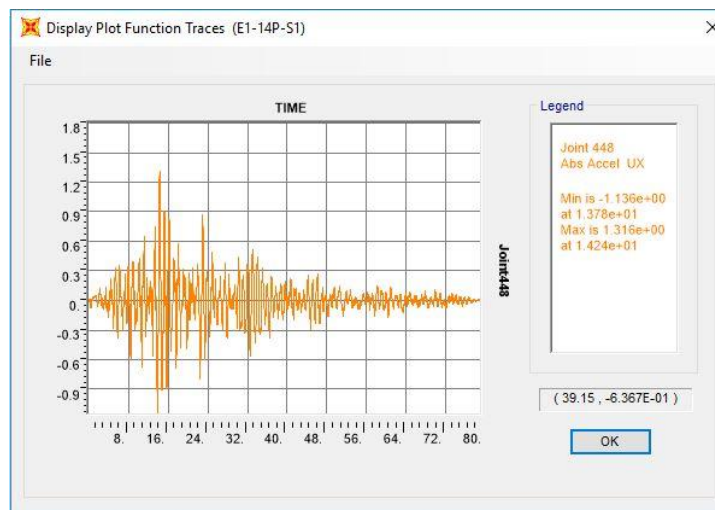 Display Plot Function Traces (E1-14P-S1)
File
TIME
1.8
1.5
1.2
0.9
0.6
0.3
0.
-0.3
-0.6
-0.9
8. 16. 24. 32. 40. 48. 56. 64. 72. 80.
Joint448
Legend
Joint 448
Abs Accel UX
Min is -1.136e+00
at 1.378e+01
Max is 1.316e+00
at 1.424e+01
( 39.15 , -6.367E-01 )
OK